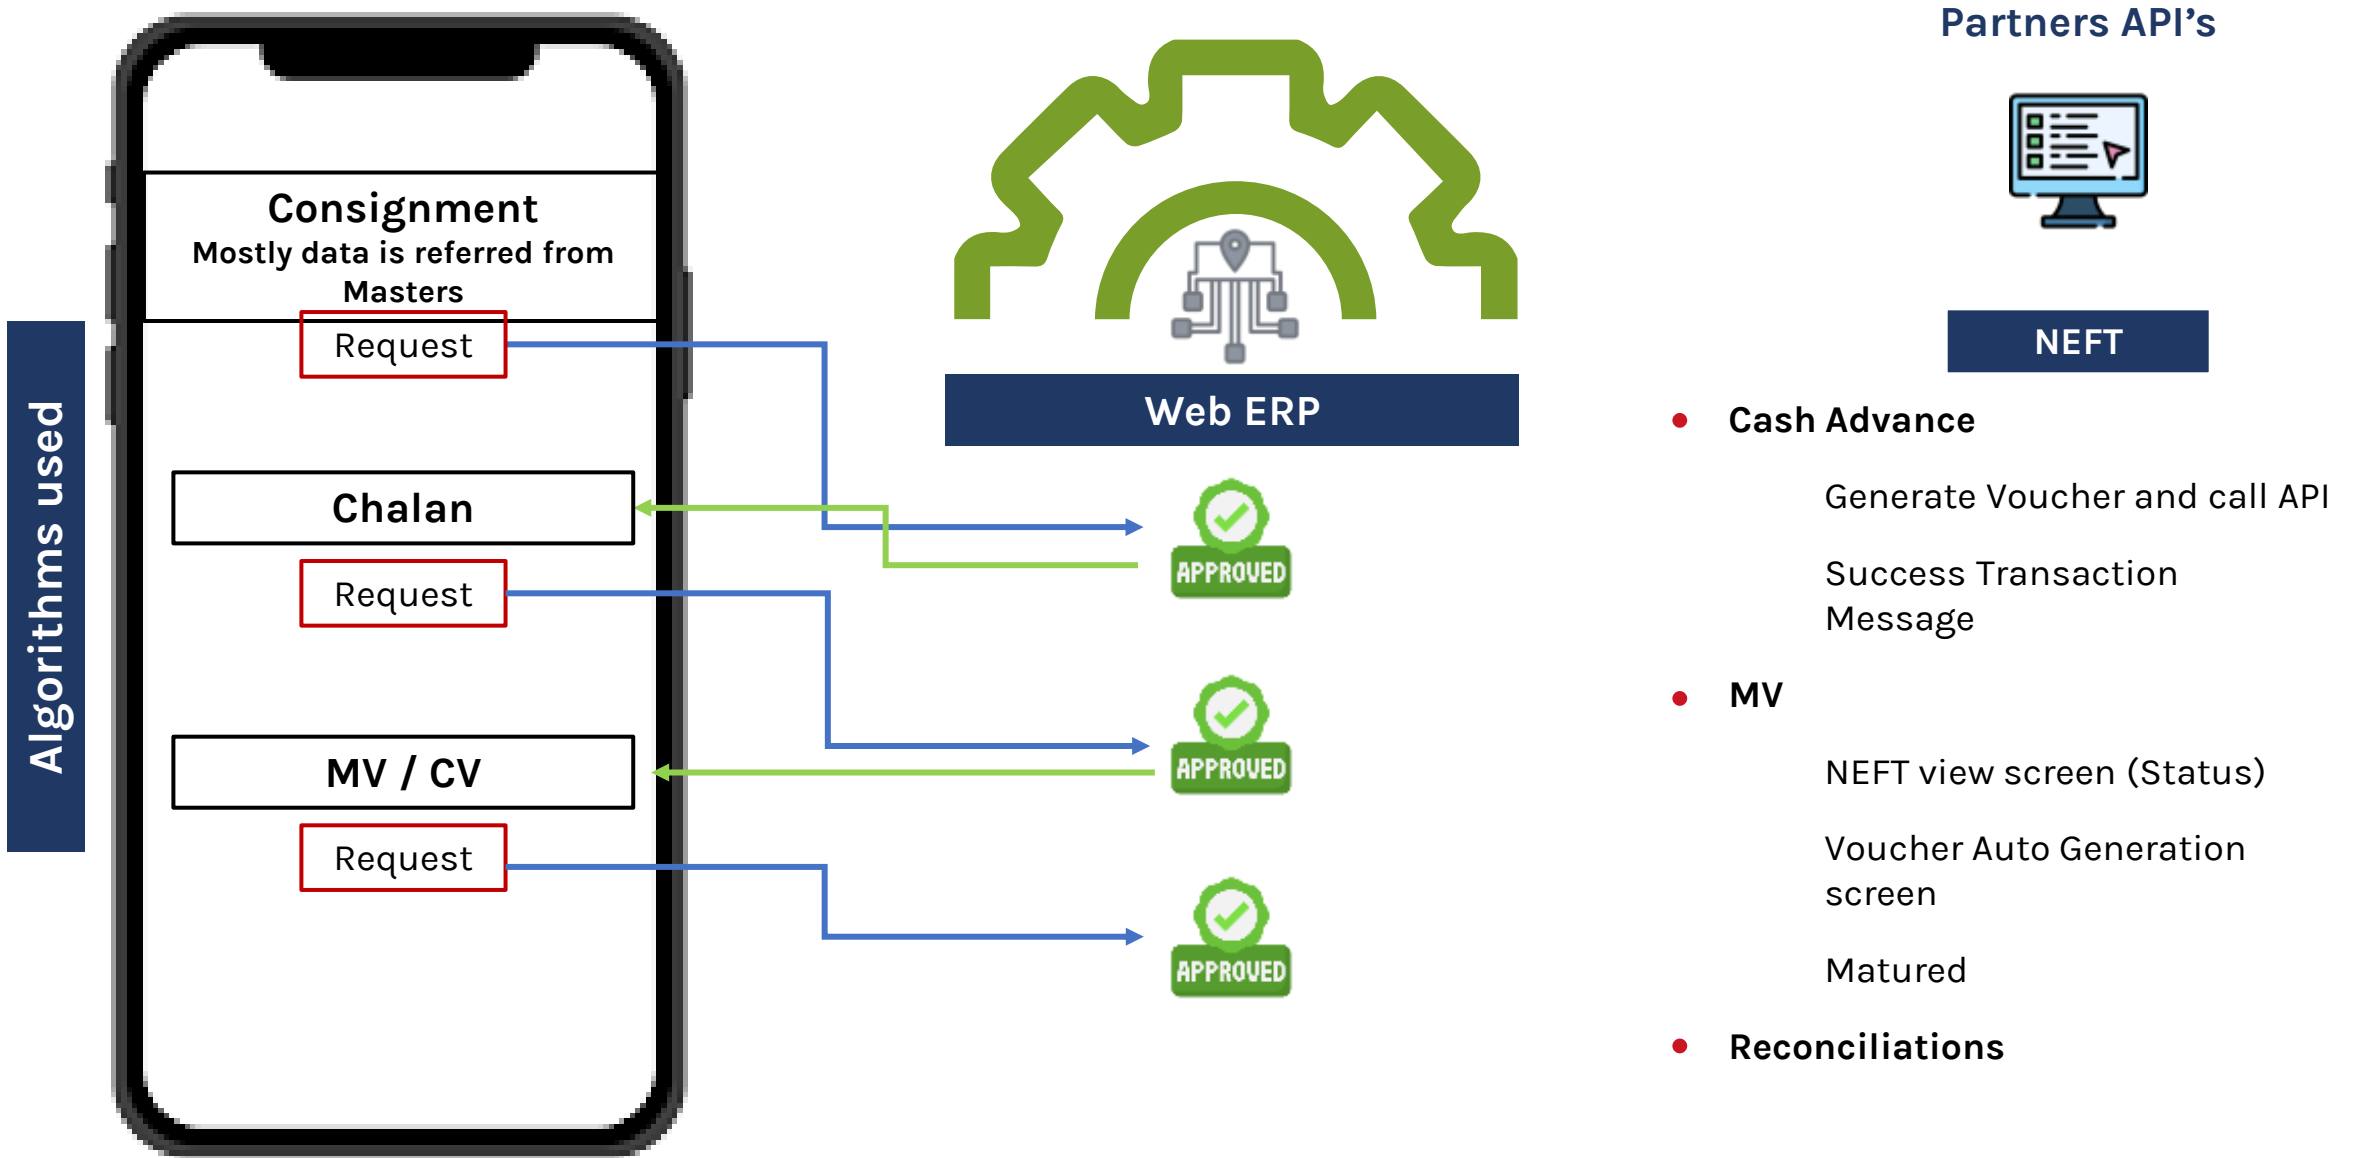 Algorithms used
Consignment
Mostly data is referred from
Masters
Request
Chalan
Request
MV / CV
Request
Web ERP
APPROVED
APPROVED
APPROVED
Partners API’s
NEFT
Cash Advance
Generate Voucher and call API
Success Transaction
Message
MV
NEFT view screen (Status)
Voucher Auto Generation
screen
Matured
Reconciliations